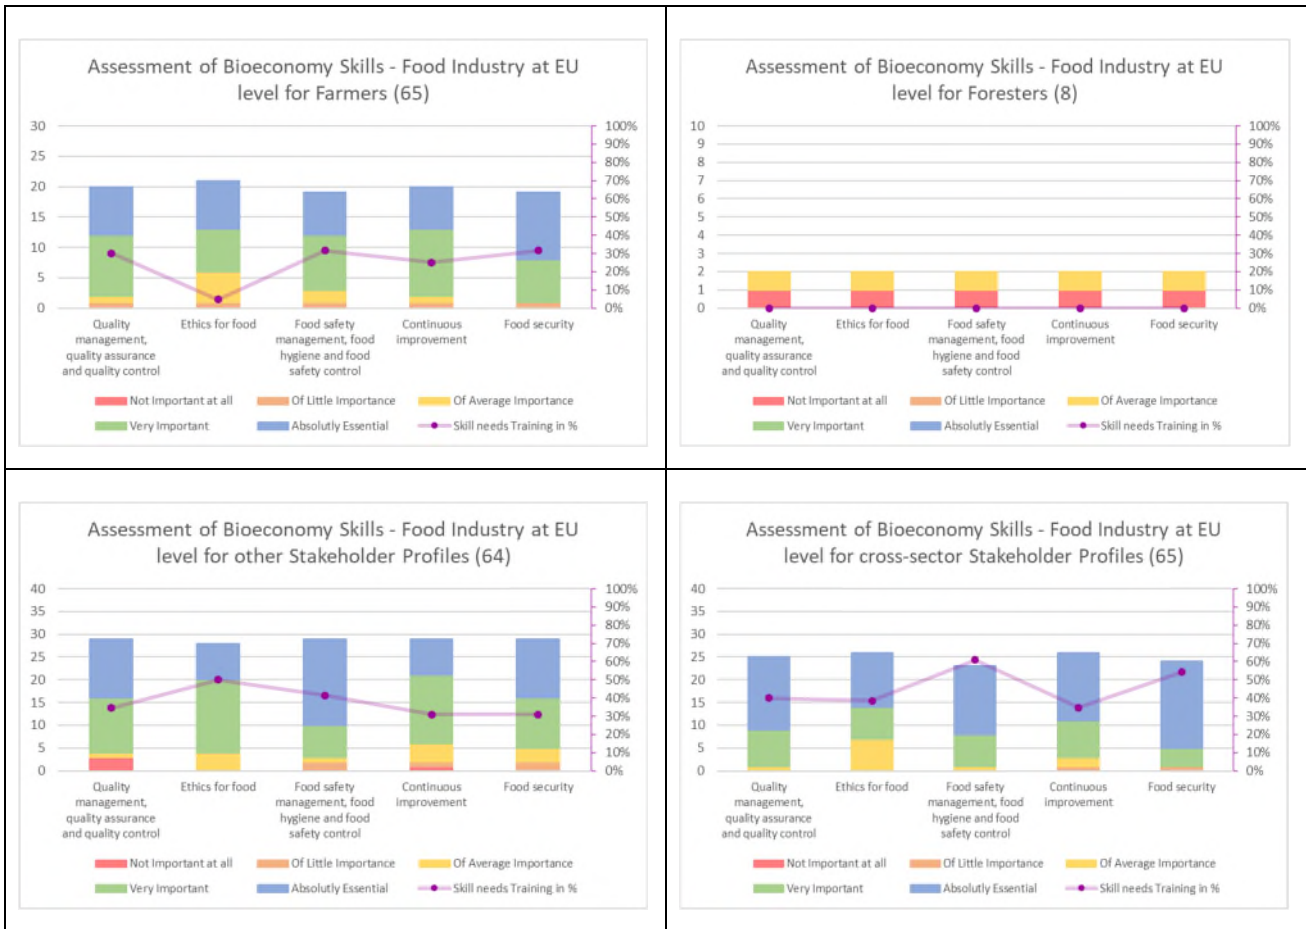 Assessment of Bioeconomy Skills - Food Industry at EU
level for Farmers (65)
30
25
20
15
10
5
0
100%
90%
80%
70%
60%
50%
40%
30%
20%
10%
0%
Quality
management,
quality assurance
and quality control
Ethics for food
Food safety
management, food
hygiene and food
safety control
Continuous
improvement
Food security
Not Important at all
Of Little Importance
Of Average Importance
Very Important
Absolutly Essential
Skill needs Training in %
Assessment of Bioeconomy Skills - Food Industry at EU
level for Foresters (8)
10
9
8
7
6
5
4
3
2
1
0
100%
90%
80%
70%
60%
50%
40%
30%
20%
10%
0%
Quality
management,
quality assurance
and quality control
Ethics for food
Food safety
management, food
hygiene and food
safety control
Continuous
improvement
Food security
Not Important at all
Of Little Importance
Of Average Importance
Very Important
Absolutly Essential
Skill needs Training in %
Assessment of Bioeconomy Skills - Food Industry at EU
level for other Stakeholder Profiles (64)
40
35
30
25
20
15
10
5
0
100%
90%
80%
70%
60%
50%
40%
30%
20%
10%
0%
Quality
management,
quality assurance
and quality control
Ethics for food
Food safety
management, food
hygiene and food
safety control
Continuous
improvement
Food security
Not Important at all
Of Little Importance
Of Average Importance
Very Important
Absolutly Essential
Skill needs Training in %
Assessment of Bioeconomy Skills - Food Industry at EU
level for cross-sector Stakeholder Profiles (65)
40
35
30
25
20
15
10
5
0
100%
90%
80%
70%
60%
50%
40%
30%
20%
10%
0%
Quality
management,
quality assurance
and quality control
Ethics for food
Food safety
management, food
hygiene and food
safety control
Continuous
improvement
Food security
Not Important at all
Of Little Importance
Of Average Importance
Very Important
Absolutly Essential
Skill needs Training in %